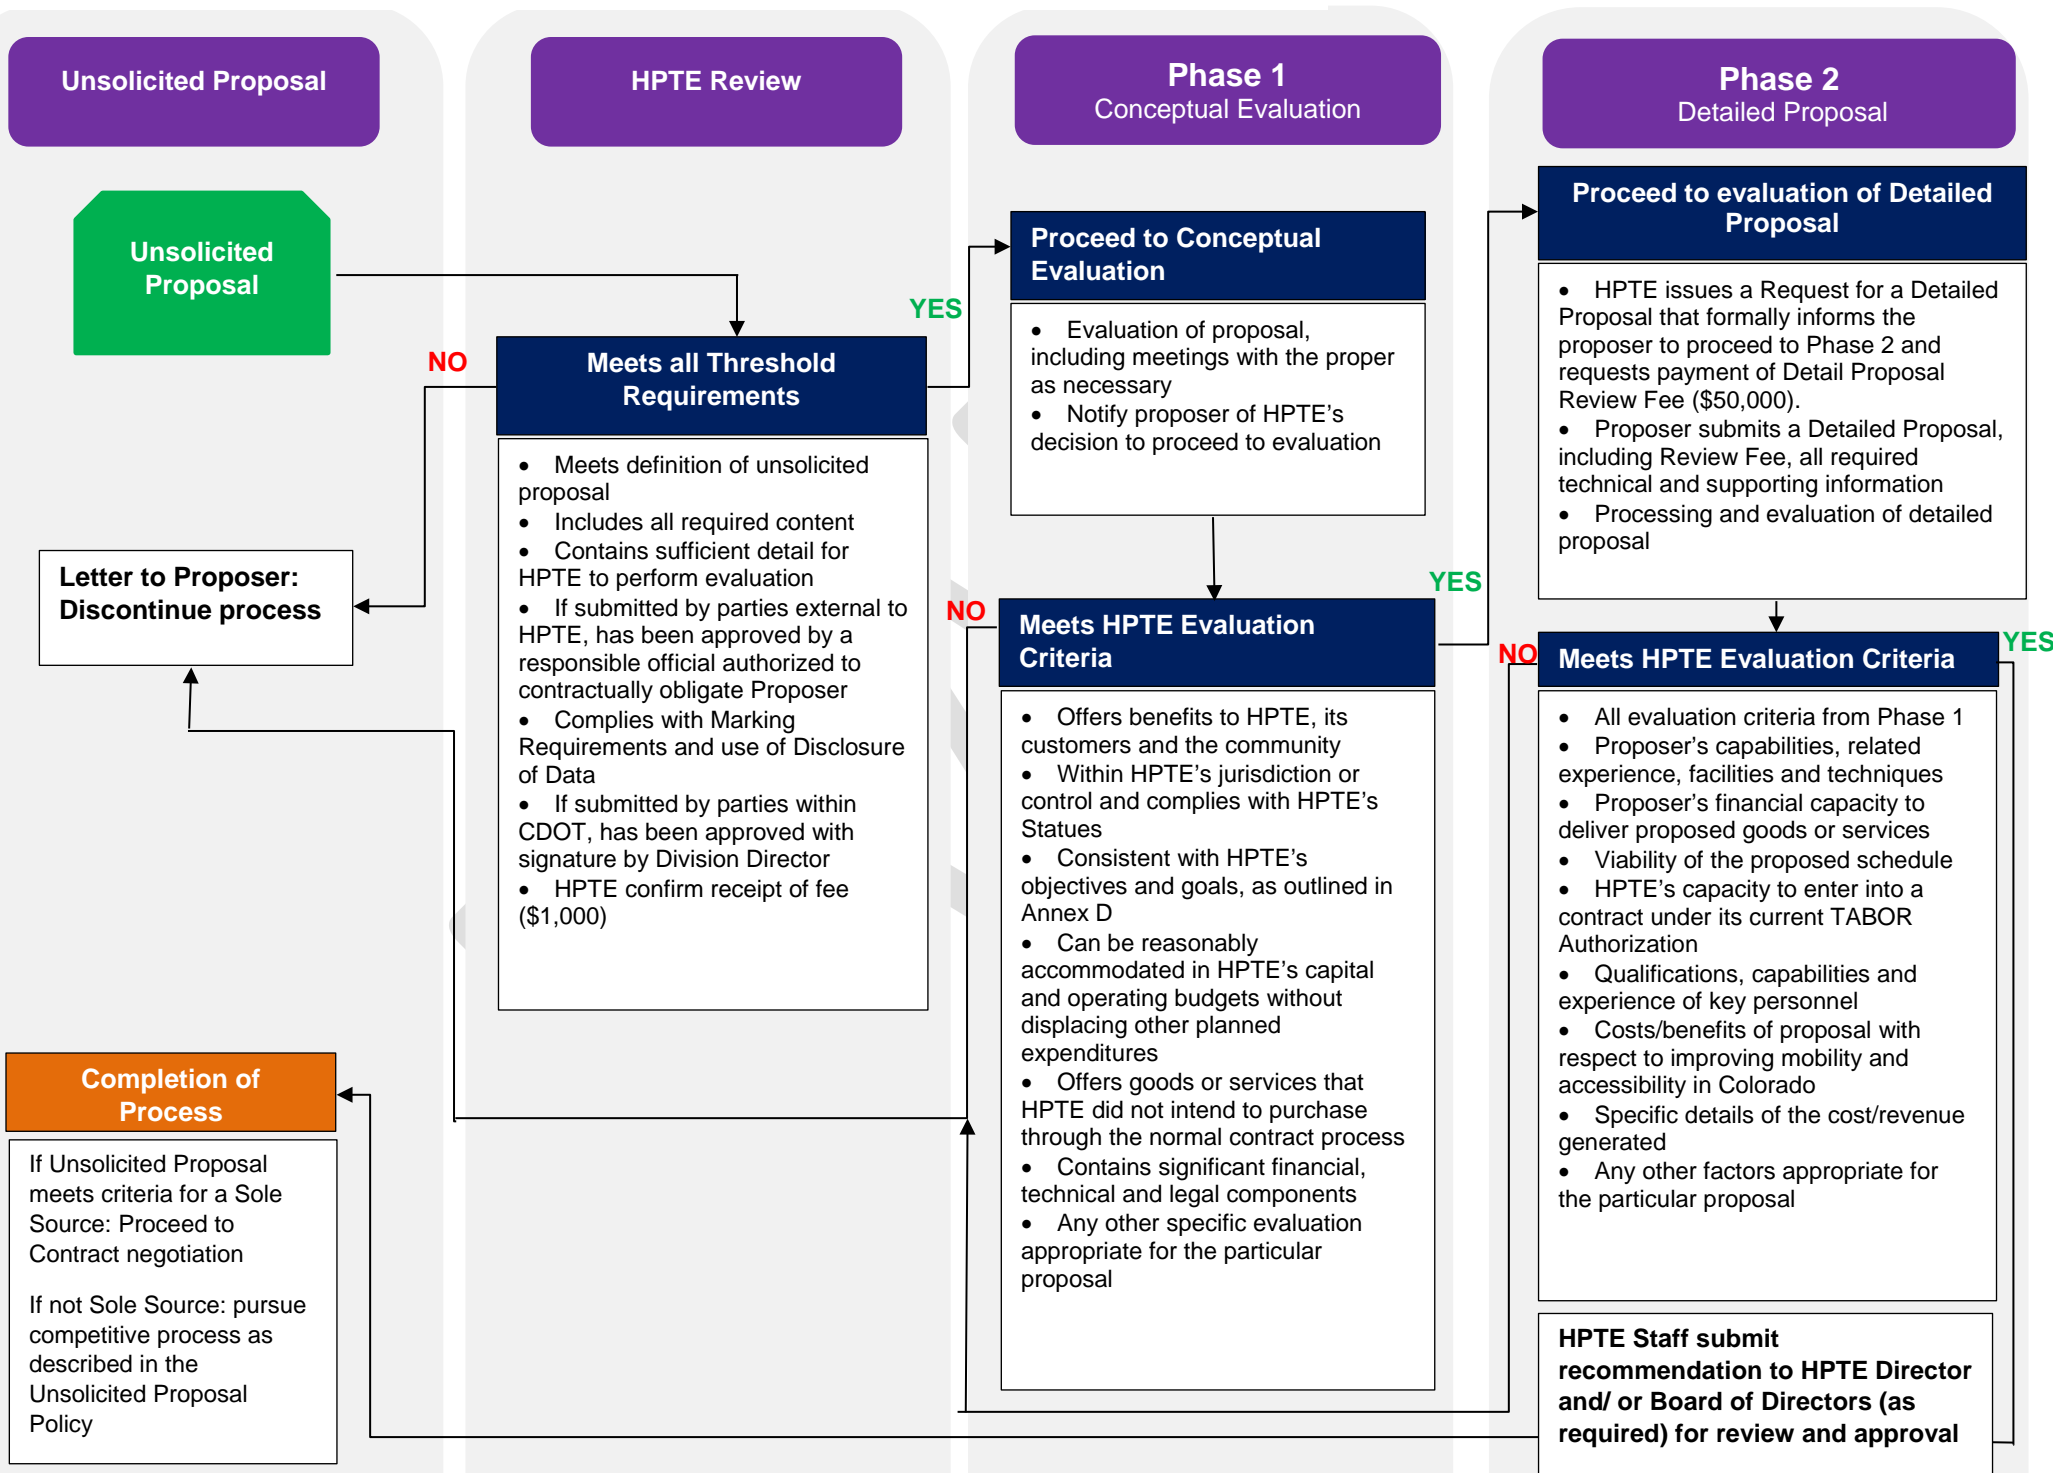 Unsolicited Proposal
HPTE Review
Phase 1
Conceptual Evaluation
Phase 2
Detailed Proposal
Unsolicited
Proposal
NO
Letter to Proposer:
Discontinue process
Completion of
Process
If Unsolicited Proposal
meets criteria for a Sole
Source: Proceed to
Contract negotiation
If not Sole Source: pursue
competitive process as
described in the
Unsolicited Proposal
Policy
Meets all Threshold
Requirements
• Meets definition of unsolicited
proposal
• Includes all required content
• Contains sufficient detail for
HPTE to perform evaluation
• If submitted by parties external to
HPTE, has been approved by a
responsible official authorized to
contractually obligate Proposer
• Complies with Marking
Requirements and use of Disclosure
of Data
• If submitted by parties within
CDOT, has been approved with
signature by Division Director
• HPTE confirm receipt of fee
($1,000)
YES
Proceed to Conceptual
Evaluation
• Evaluation of proposal,
including meetings with the proper
as necessary
• Notify proposer of HPTE’s
decision to proceed to evaluation
NO
Meets HPTE Evaluation
Criteria
• Offers benefits to HPTE, its
customers and the community
• Within HPTE’s jurisdiction or
control and complies with HPTE’s
Statues
• Consistent with HPTE’s
objectives and goals, as outlined in
Annex D
• Can be reasonably
accommodated in HPTE’s capital
and operating budgets without
displacing other planned
expenditures
• Offers goods or services that
HPTE did not intend to purchase
through the normal contract process
• Contains significant financial,
technical and legal components
• Any other specific evaluation
appropriate for the particular
proposal
YES
Proceed to evaluation of Detailed
Proposal
• HPTE issues a Request for a Detailed
Proposal that formally informs the
proposer to proceed to Phase 2 and
requests payment of Detail Proposal
Review Fee ($50,000).
• Proposer submits a Detailed Proposal,
including Review Fee, all required
technical and supporting information
• Processing and evaluation of detailed
proposal
NO
Meets HPTE Evaluation Criteria
YES
• All evaluation criteria from Phase 1
• Proposer’s capabilities, related
experience, facilities and techniques
• Proposer’s financial capacity to
deliver proposed goods or services
• Viability of the proposed schedule
• HPTE’s capacity to enter into a
contract under its current TABOR
Authorization
• Qualifications, capabilities and
experience of key personnel
• Costs/benefits of proposal with
respect to improving mobility and
accessibility in Colorado
• Specific details of the cost/revenue
generated
• Any other factors appropriate for
the particular proposal
HPTE Staff submit
recommendation to HPTE Director
and/ or Board of Directors (as
required) for review and approval